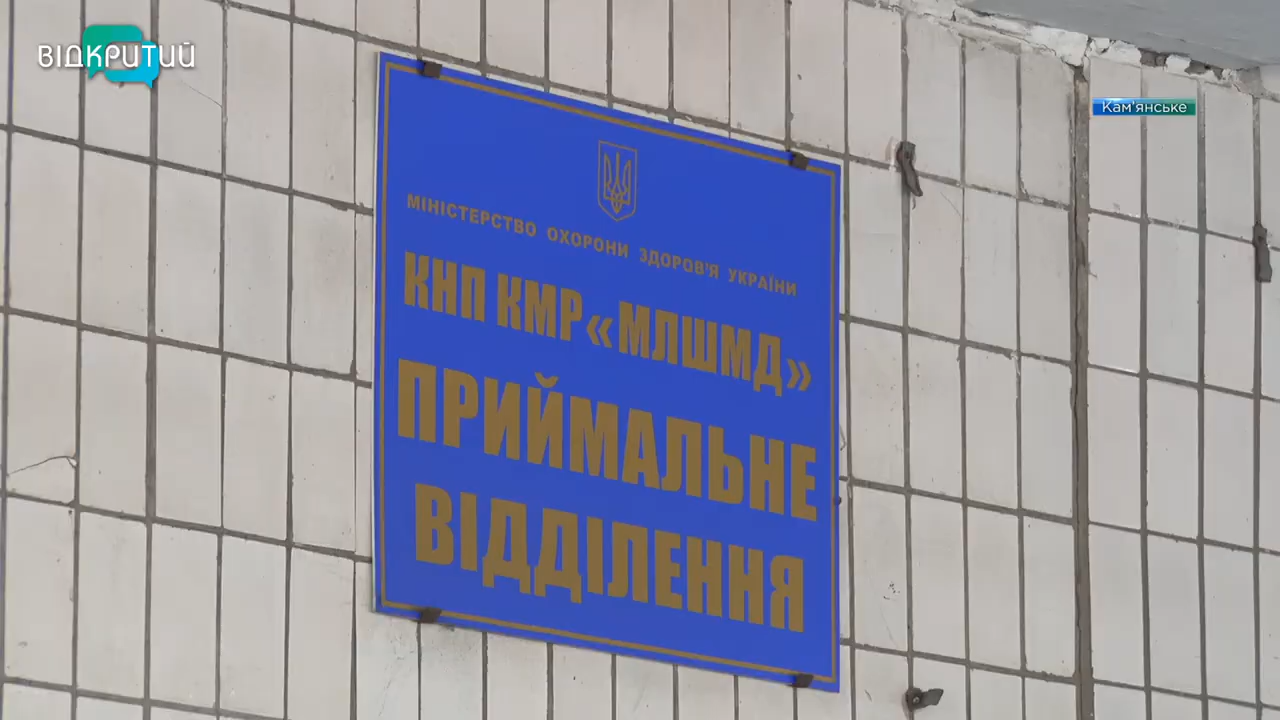 ВІДКРИТИЙ
Кам'янське
МІНІСТЕРСТВО ОХОРОНИ ЗДОРОВ'Я УКРАЇНИ
КНП КМР «МЛШМД»
ПРИЙМАЛЬНЕ
ВІДДІЛЕННЯ